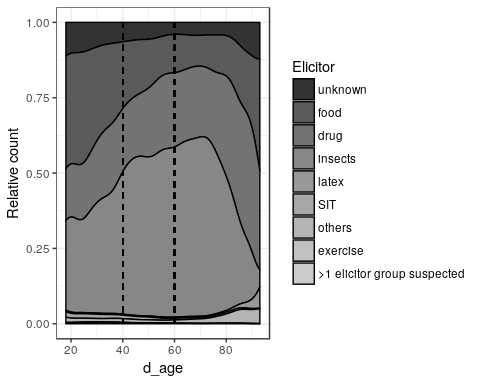 1.00
0.75
0.50
0.25
0.00
Relative count
20 40 60 80
d_age
Elicitor
unknown
food
drug
insects
latex
SIT
others
exercise
>1 elicitor group suspected